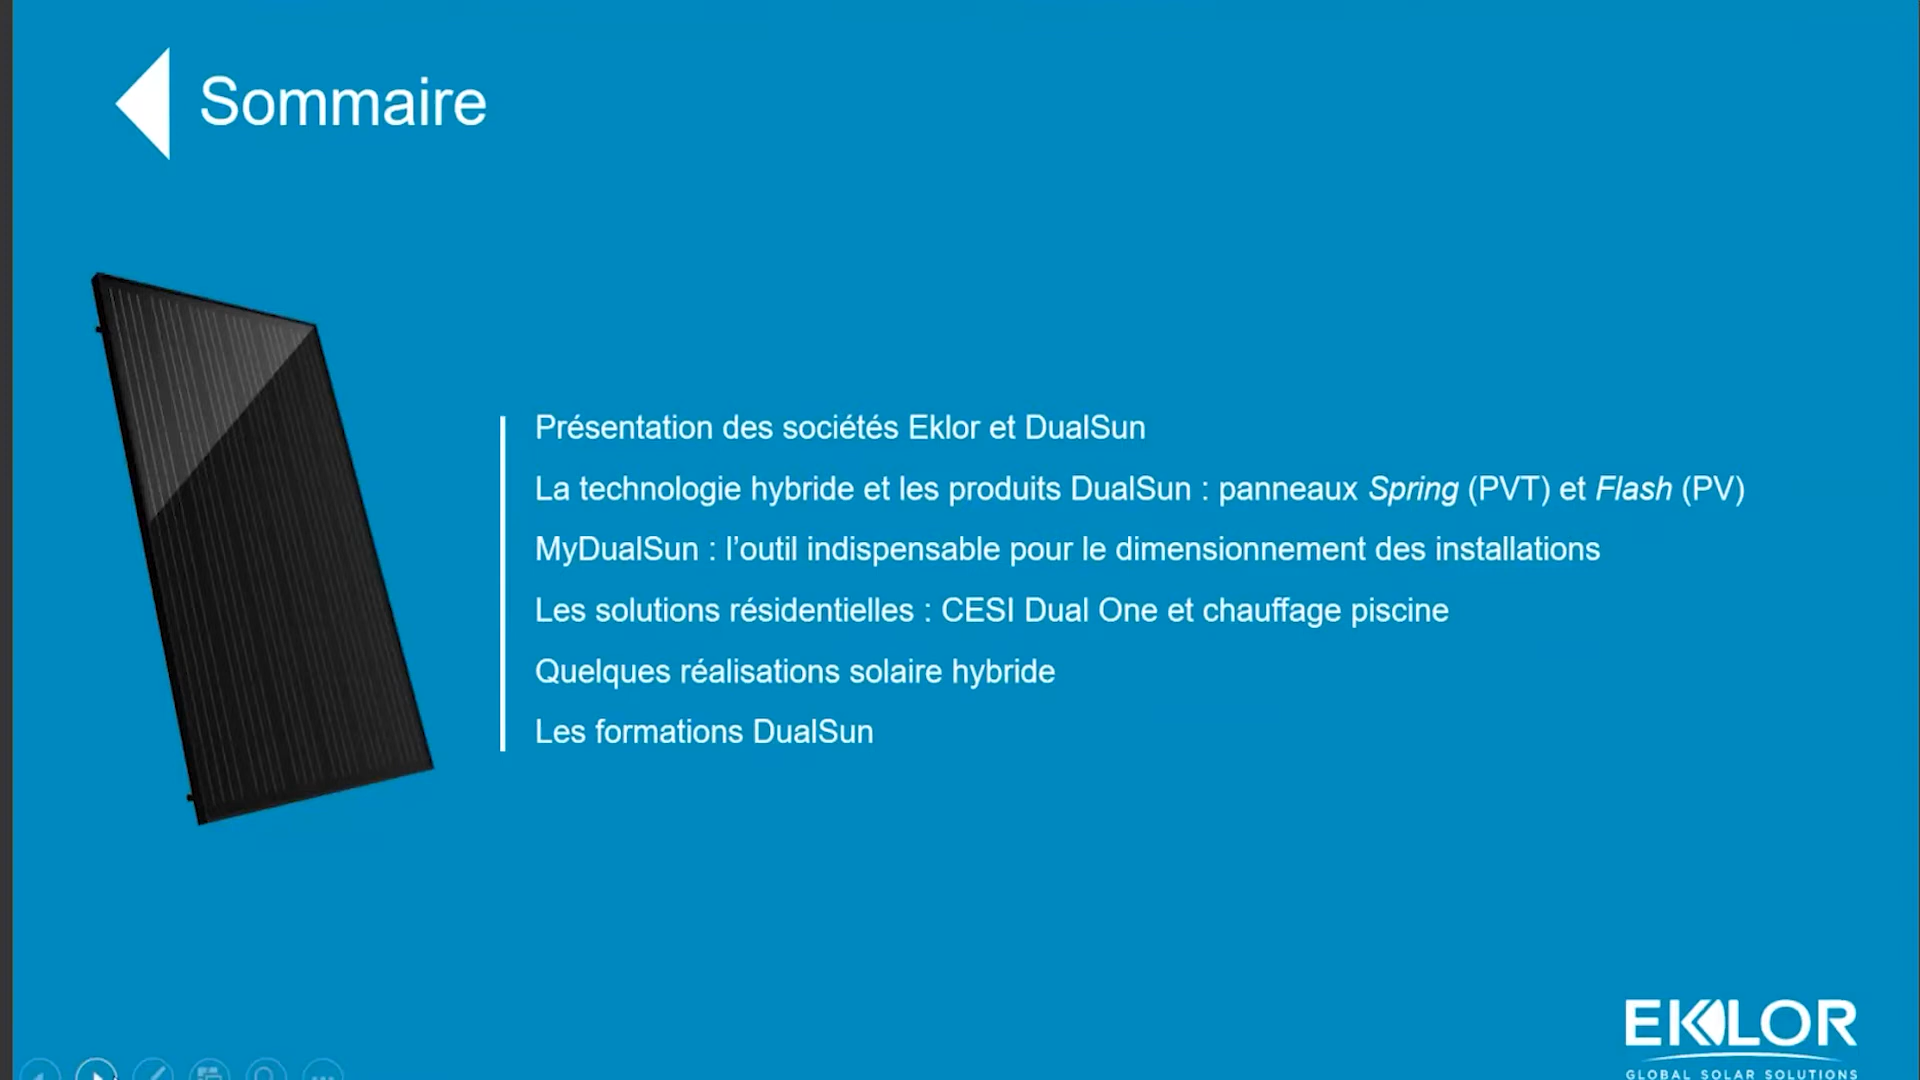 Sommaire
Présentation des sociétés Eklor et DualSun
La technologie hybride et les produits DualSun : panneaux Spring (PVT) et Flash (PV)
MyDualSun : l’outil indispensable pour le dimensionnement des installations
Les solutions résidentielles : CESI Dual One et chauffage piscine
Quelques réalisations solaire hybride
Les formations DualSun
EKLOR
GLOBAL SOLAR SOLUTIONS